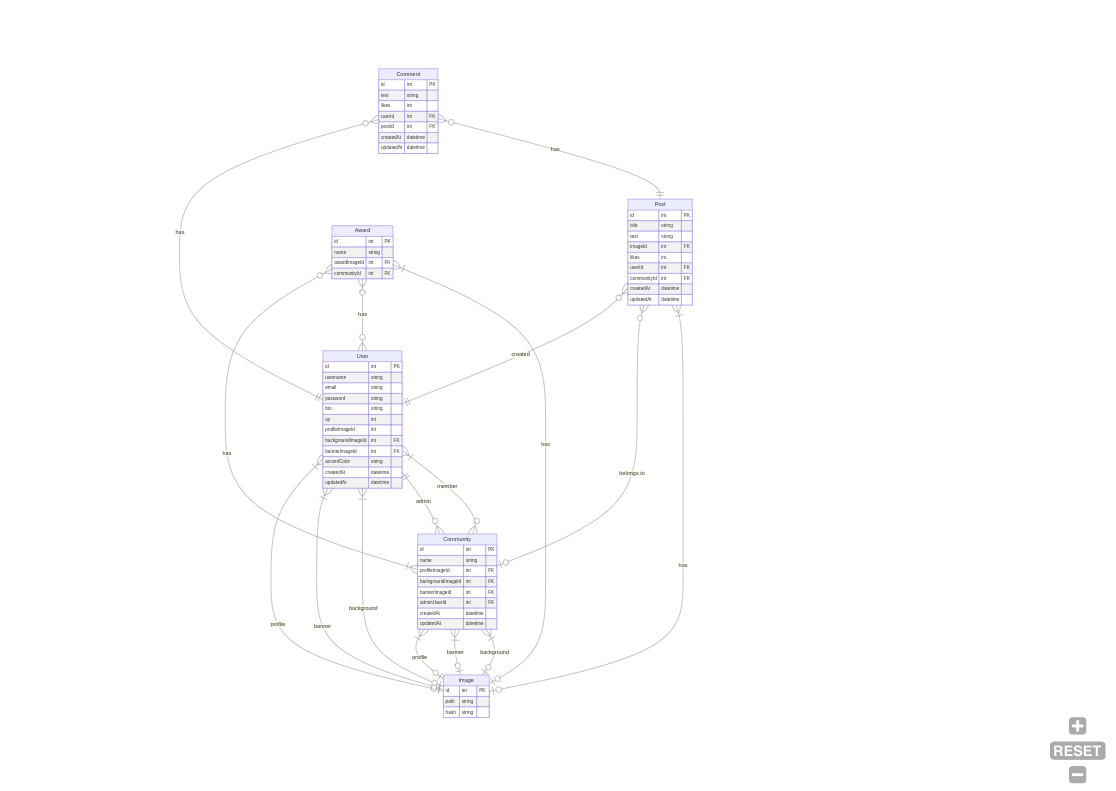 Comment
id int PK
text string
likes int
userId int FK
postId int FK
createdAt datetime
updatedAt datetime
has
Post
id int PK
title string
text string
imageId int FK
likes int
userId int FK
communityId int FK
createdAt datetime
updatedAt datetime
has
Award
id int PK
name string
awardImageId int FK
communityId int FK
has
created
User
id int PK
username string
email string
password string
bio string
xp int
profileImageId int
backgroundImageId int FK
bannerImageId int FK
accentColor string
createdAt datetime
updatedAt datetime
has
has
belongs to
member
admin
Community
id int PK
name string
profileImageId int FK
backgroundImageId int FK
bannerImageId int FK
adminUserId int FK
createdAt datetime
updatedAt datetime
has
background
profile
banner
profile
banner
background
Image
id int PK
path string
hash string
RESET